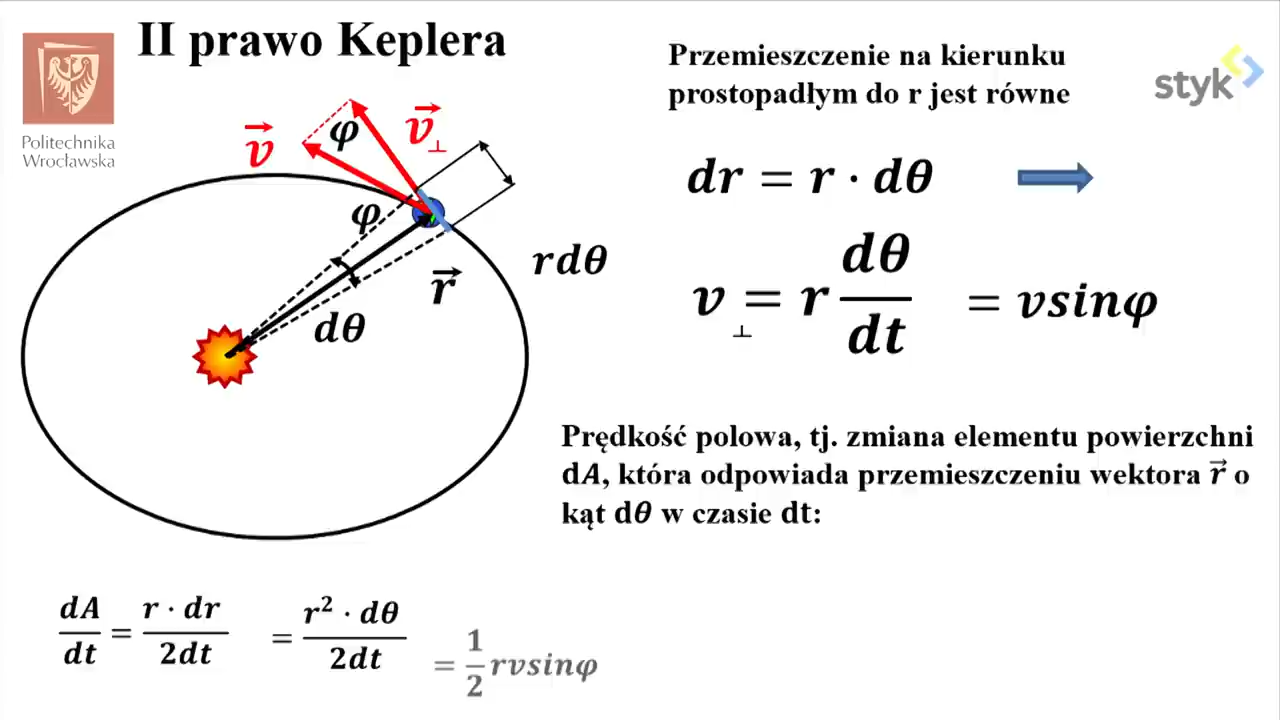 II prawo Keplera
Politechnika
Wrocławska
styk
Przemieszczenie na kierunku
prostopadłym do r jest równe
dr = r · dθ
v⊥ = r dθ/dt = vsinφ
v⃗
φ
v⃗⊥
φ
r⃗
rdθ
dθ
Prędkość polowa, tj. zmiana elementu powierzchni
dA, która odpowiada przemieszczeniu wektora r⃗ o
kąt dθ w czasie dt:
dA/dt = r · dr/2dt = r² · dθ/2dt = 1/2 rvsinφ